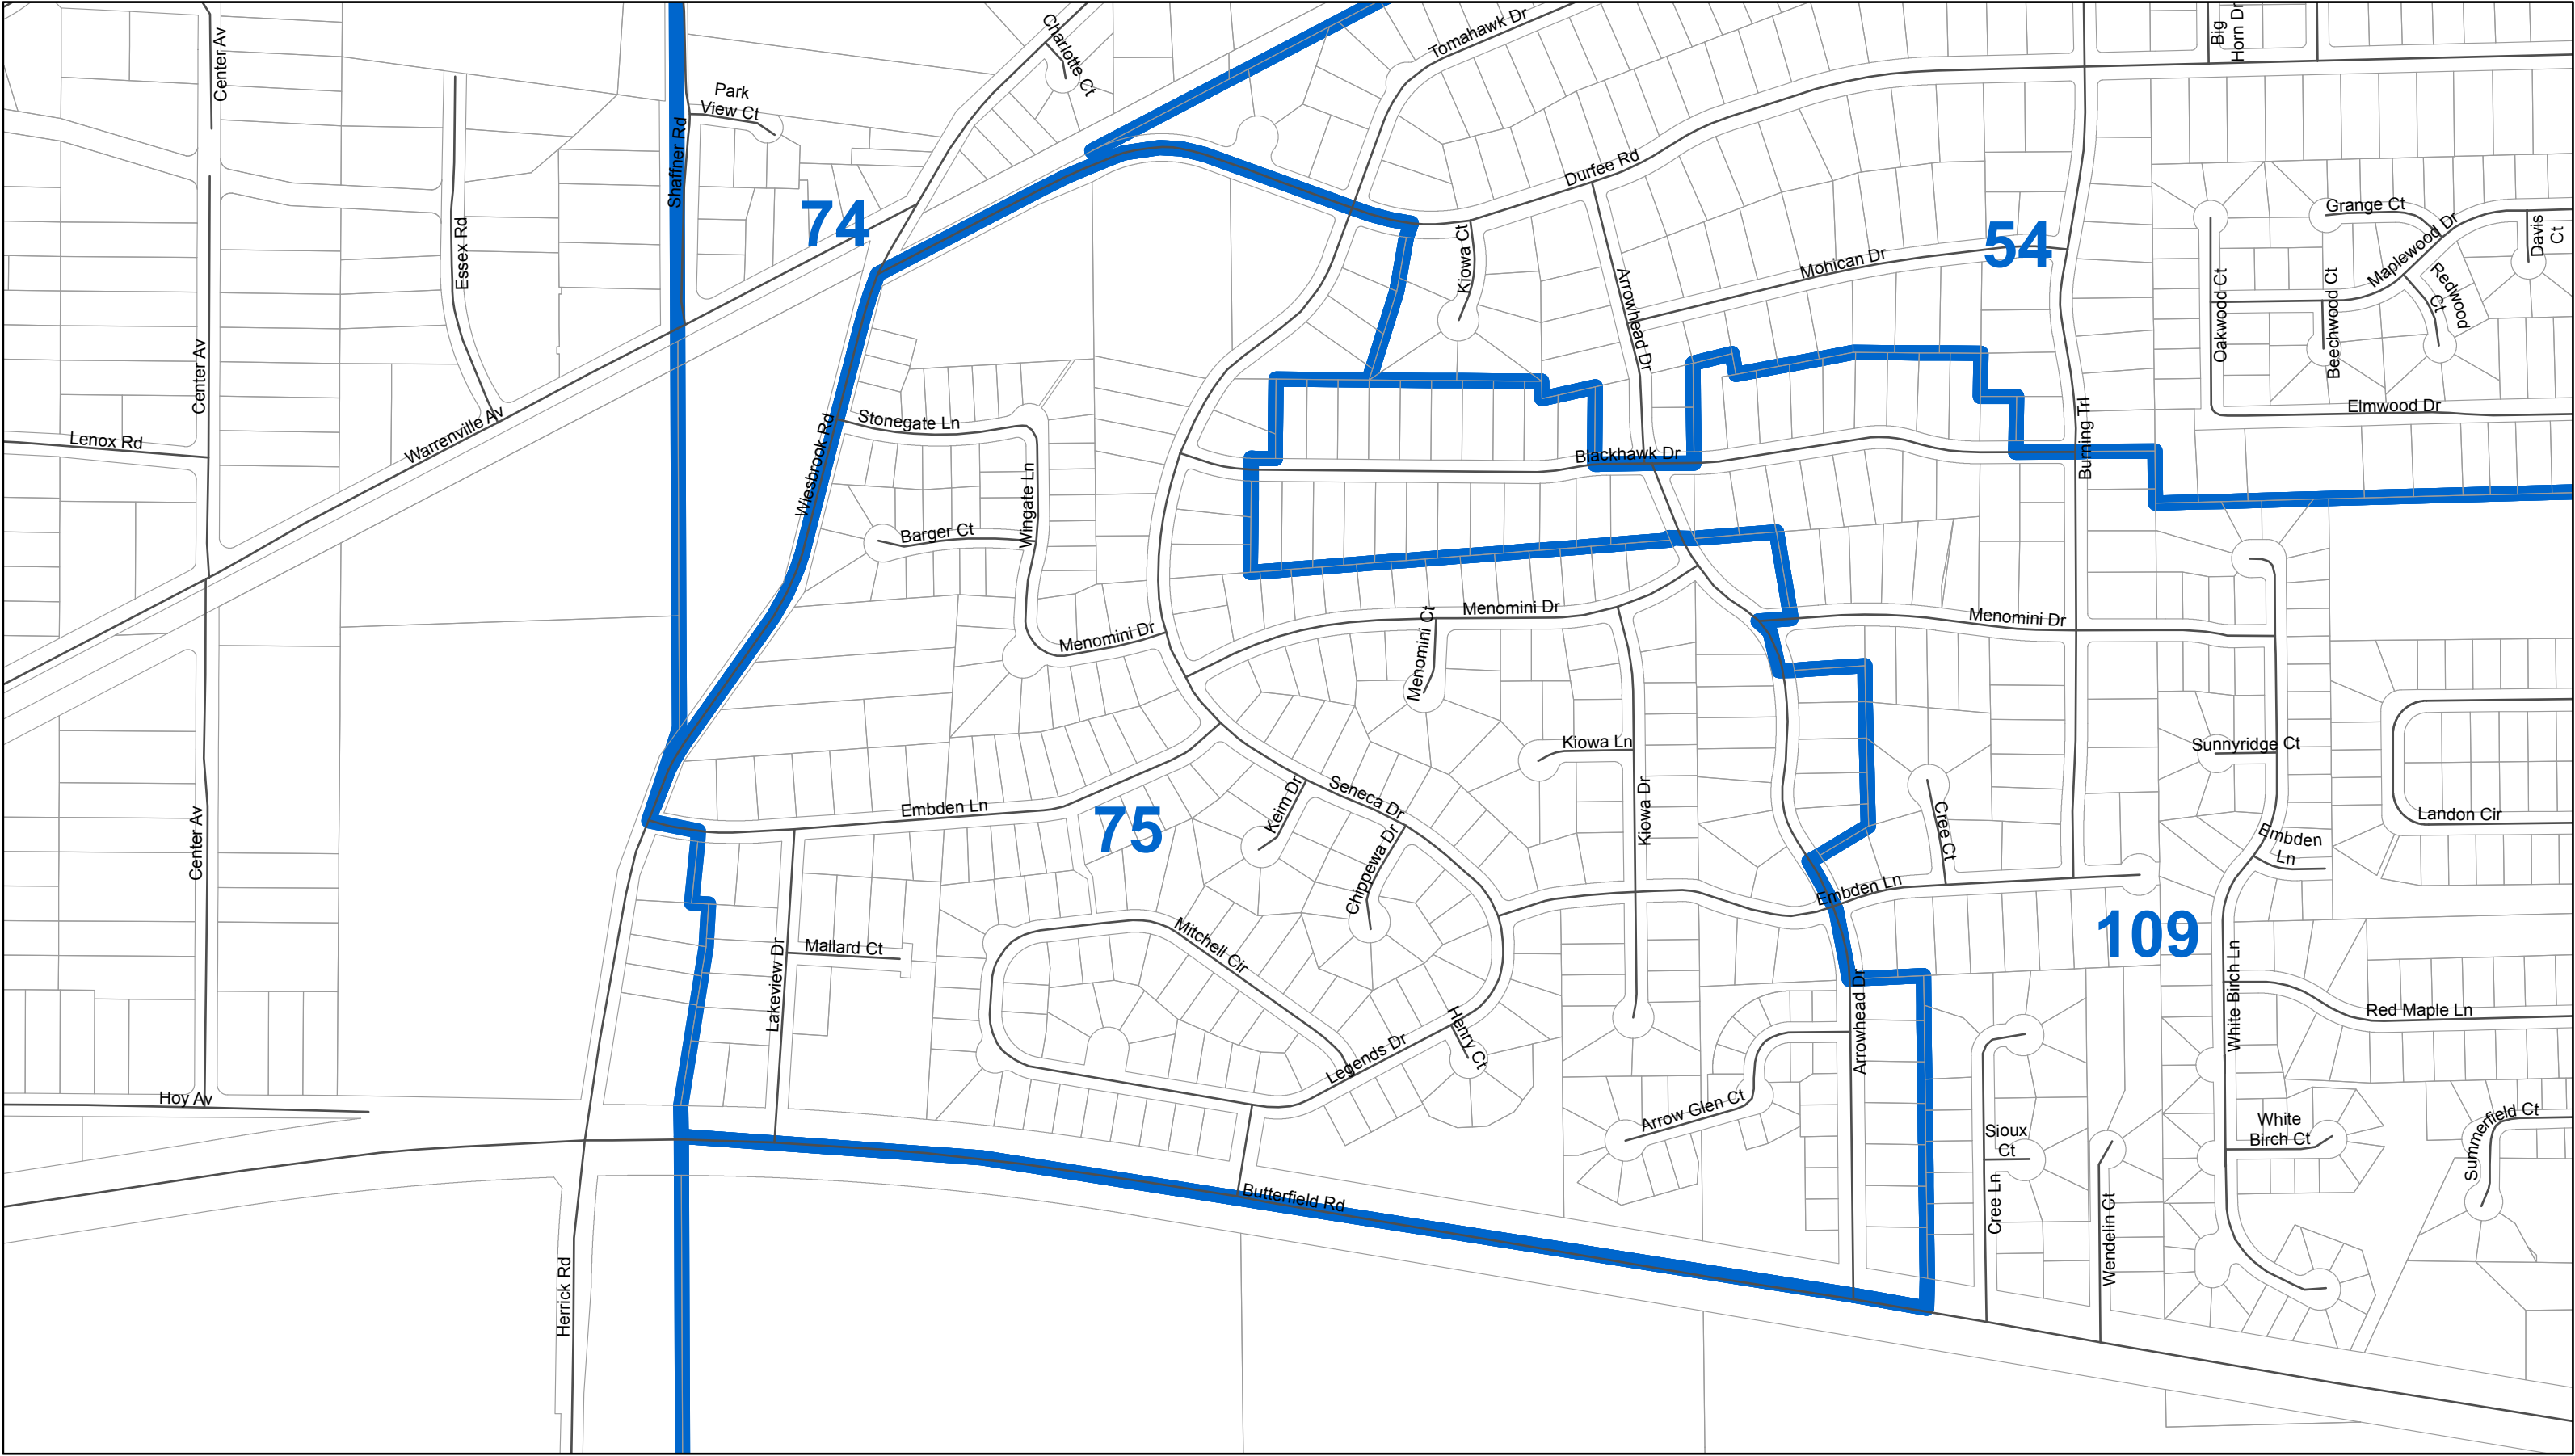 Center Av
Charlotte Ct
Tomahawk Dr
Big
Horn Dr
Park
View Ct
Shaffner Rd
Essex Rd
74
Durfee Rd
Kiowa Ct
Arrowhead Dr
Mohican Dr
54
Grange Ct
Maplewood Dr
Davis
Ct
Oakwood Ct
Beechwood Ct
Redwood
Ct
Elmwood Dr
Center Av
Lenox Rd
Warrenville Av
Wiesbrook Rd
Stonegate Ln
Wingate Ln
Barger Ct
Blackhawk Dr
Burning Trl
Menomini Dr
Menomini Ct
Menomini Dr
Menomini Dr
Kiowa Ln
Kiowa Dr
Sunnyridge Ct
Landon Cir
Embden
Ln
Center Av
Embden Ln
75
Keim Dr
Seneca Dr
Chippewa Dr
Cree Ct
Embden Ln
109
Lakeview Dr
Mallard Ct
Mitchell Cir
Legends Dr
Henry Ct
Arrowhead Dr
Arrow Glen Ct
White Birch Ln
Red Maple Ln
Hoy Av
Sioux
Ct
Cree Ln
Wendelin Ct
White
Birch Ct
Summerfield Ct
Butterfield Rd
Herrick Rd